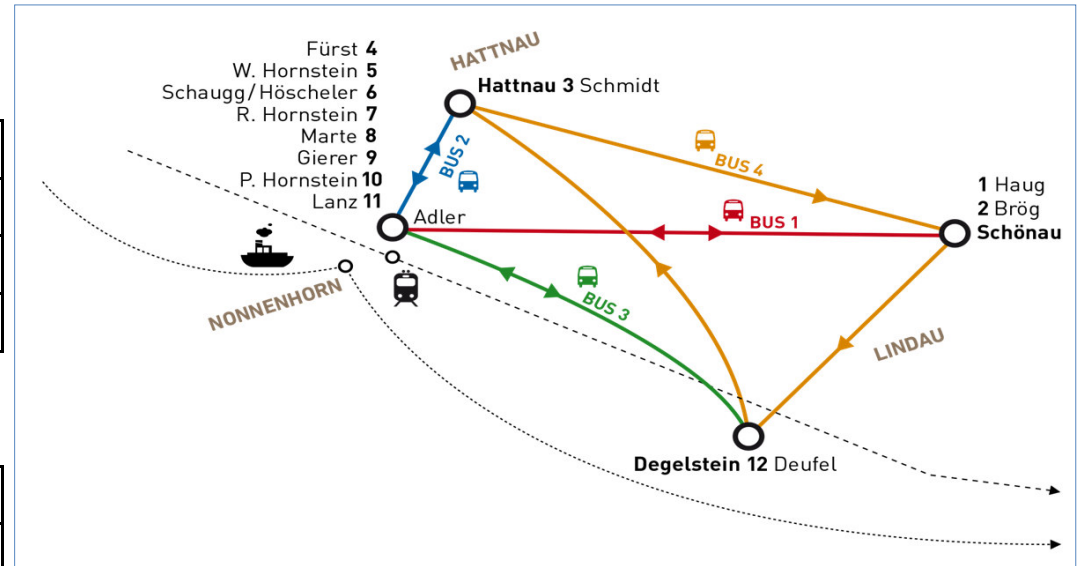 Fürst 4
W. Hornstein 5
Schaugg/Höscheler 6
R. Hornstein 7
Marte 8
Gierer 9
P. Hornstein 10
Lanz 11
Adler
HATTNAU
Hattnau 3 Schmidt
BUS 2
BUS 4
BUS 1
1 Haug
2 Brög
Schönau
BUS 3
NONNENHORN
LINDAU
Degelstein 12 Deufel